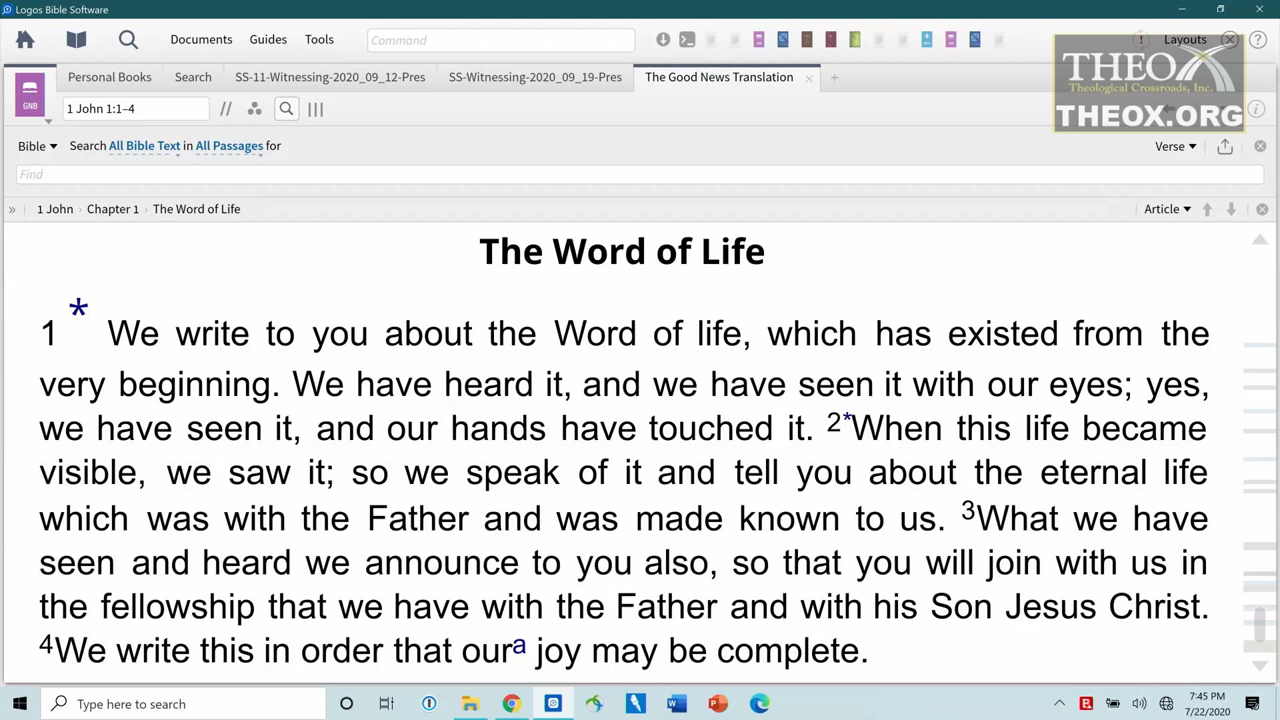 Logos Bible Software
Documents Guides Tools Command Layouts
THEOX
Theological Crossroads, Inc.
THEOX.ORG
Personal Books Search SS-11-Witnessing-2020_09_12-Pres SS-Witnessing-2020_09_19-Pres The Good News Translation
GNB 1 John 1:1–4
Bible Search All Bible Text in All Passages for Verse
Find
» 1 John › Chapter 1 › The Word of Life Article
The Word of Life
1 * We write to you about the Word of life, which has existed from the
very beginning. We have heard it, and we have seen it with our eyes; yes,
we have seen it, and our hands have touched it. 2*When this life became
visible, we saw it; so we speak of it and tell you about the eternal life
which was with the Father and was made known to us. 3What we have
seen and heard we announce to you also, so that you will join with us in
the fellowship that we have with the Father and with his Son Jesus Christ.
4We write this in order that our a joy may be complete.
Type here to search
7:45 PM
7/22/2020